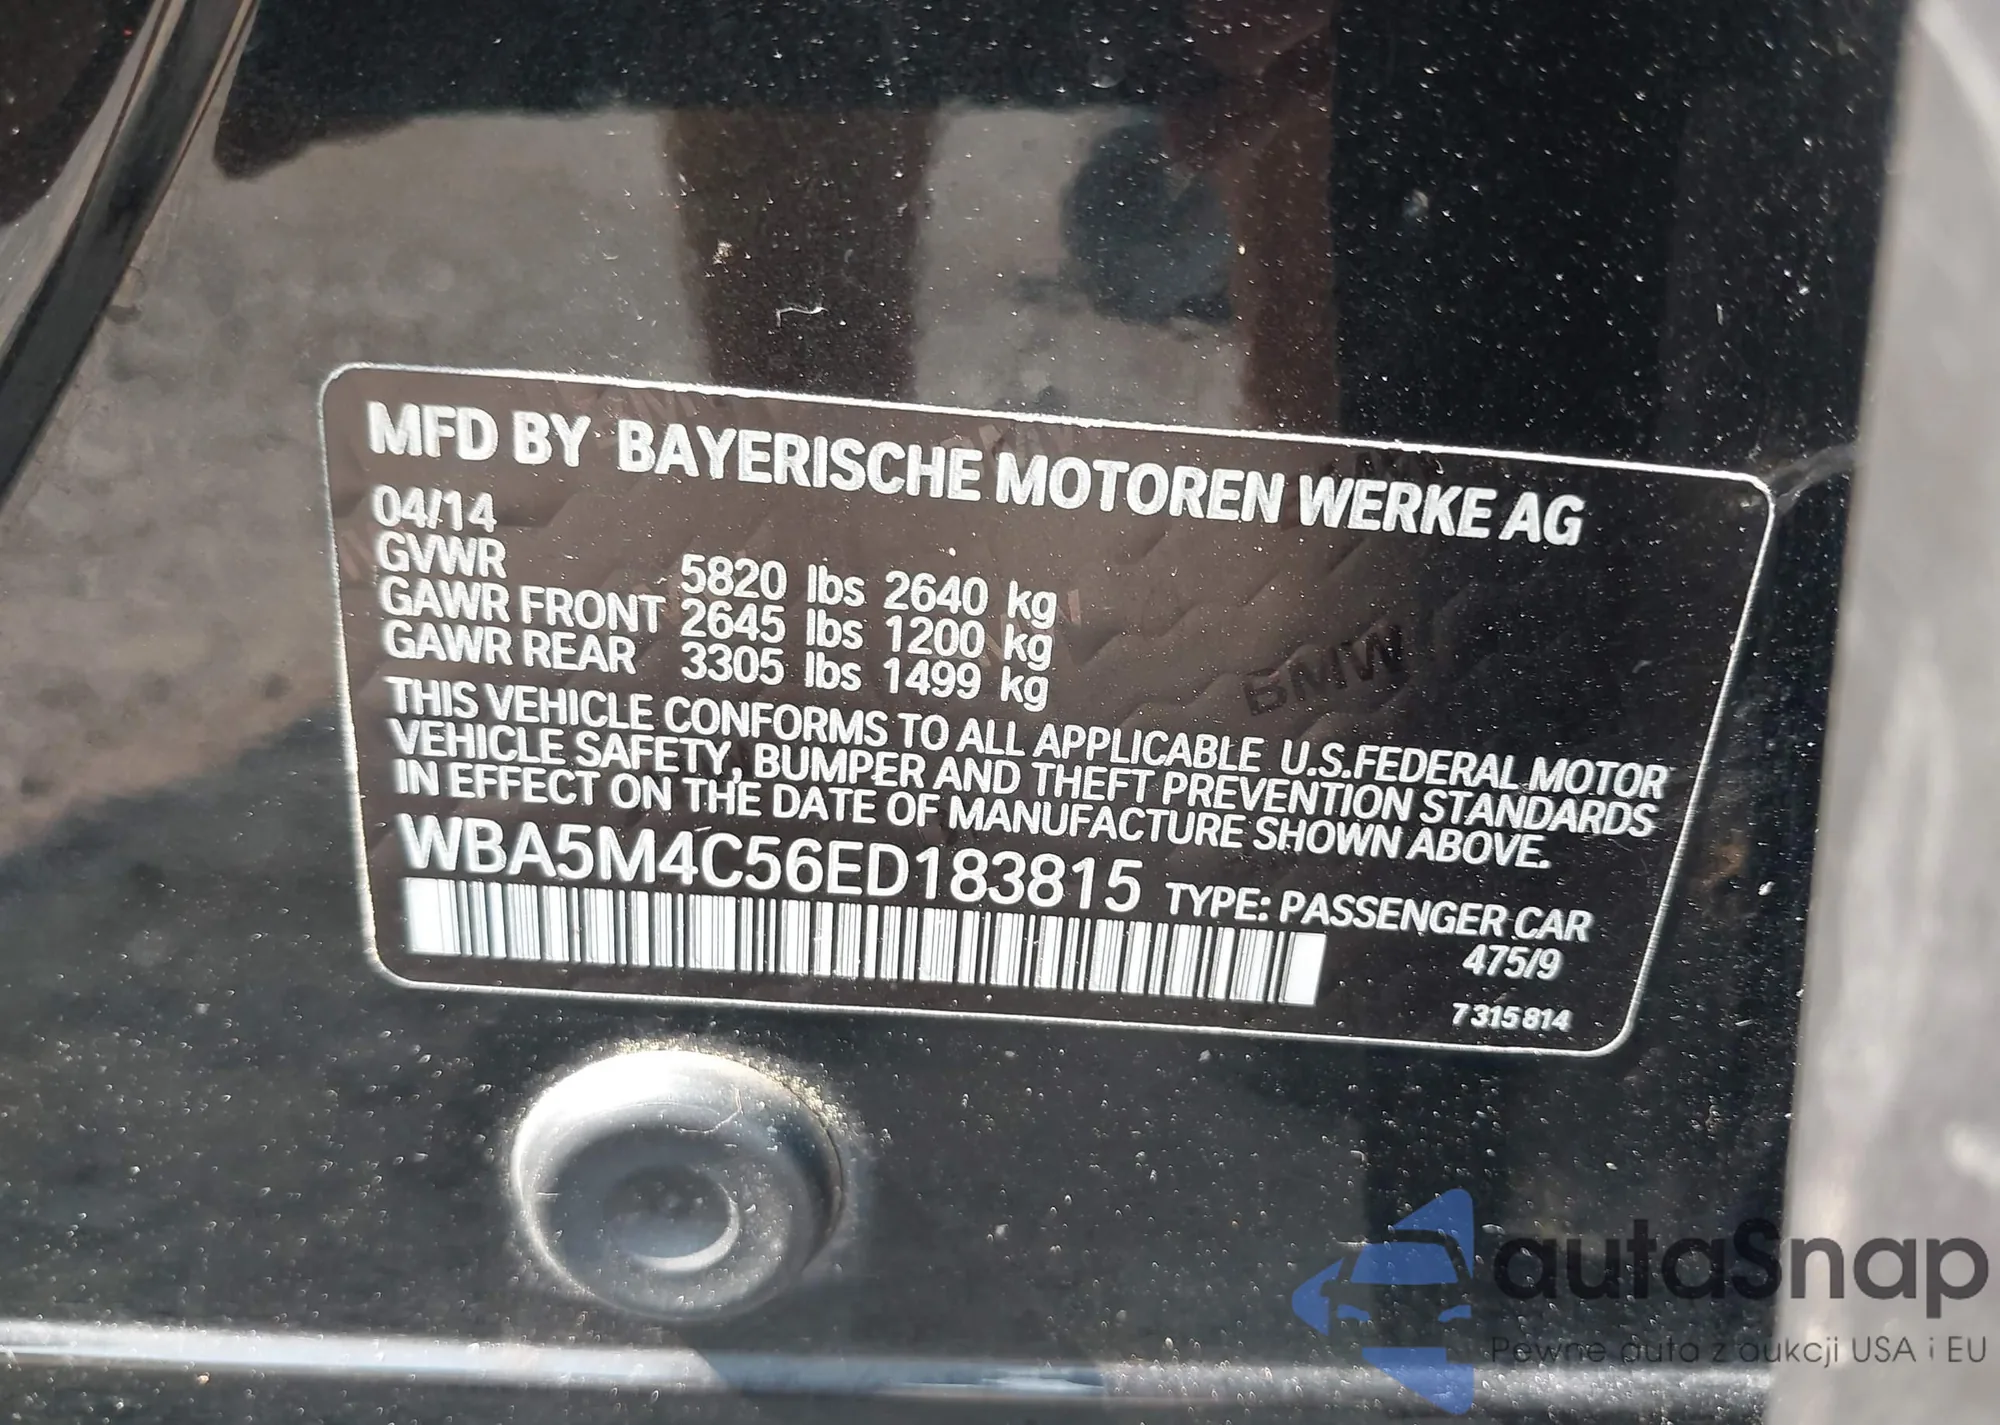 MFD BY BAYERISCHE MOTOREN WERKE AG
04/14
GVWR 5820 lbs 2640 kg
GAWR FRONT 2645 lbs 1200 kg
GAWR REAR 3305 lbs 1499 kg
THIS VEHICLE CONFORMS TO ALL APPLICABLE U.S.FEDERAL MOTOR
VEHICLE SAFETY, BUMPER AND THEFT PREVENTION STANDARDS
IN EFFECT ON THE DATE OF MANUFACTURE SHOWN ABOVE.
WBA5M4C56ED183815 TYPE: PASSENGER CAR
475/9
7 315 814
BMW
autaSnap
Pewne auta z aukcji USA i EU